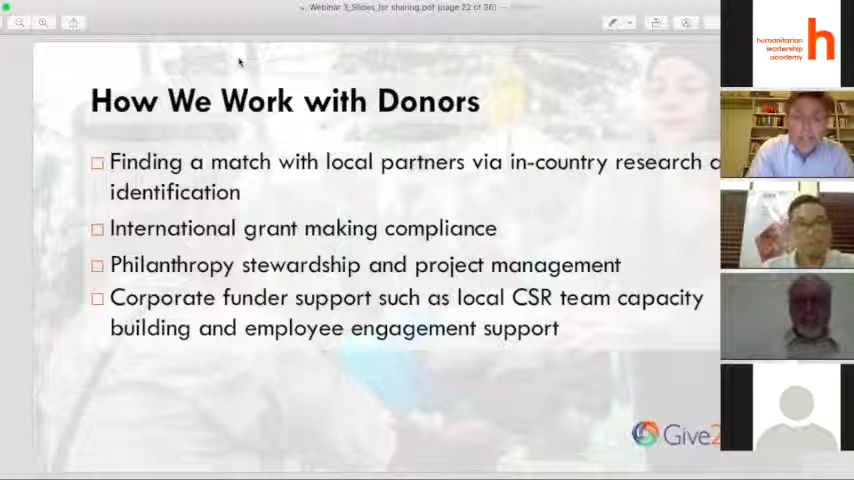 Webinar 3_Slides_for sharing.pdf (page 22 of 36)
humanitarian
leadership
academy
h
How We Work with Donors
Finding a match with local partners via in-country research a
identification
International grant making compliance
Philanthropy stewardship and project management
Corporate funder support such as local CSR team capacity
building and employee engagement support
Give2